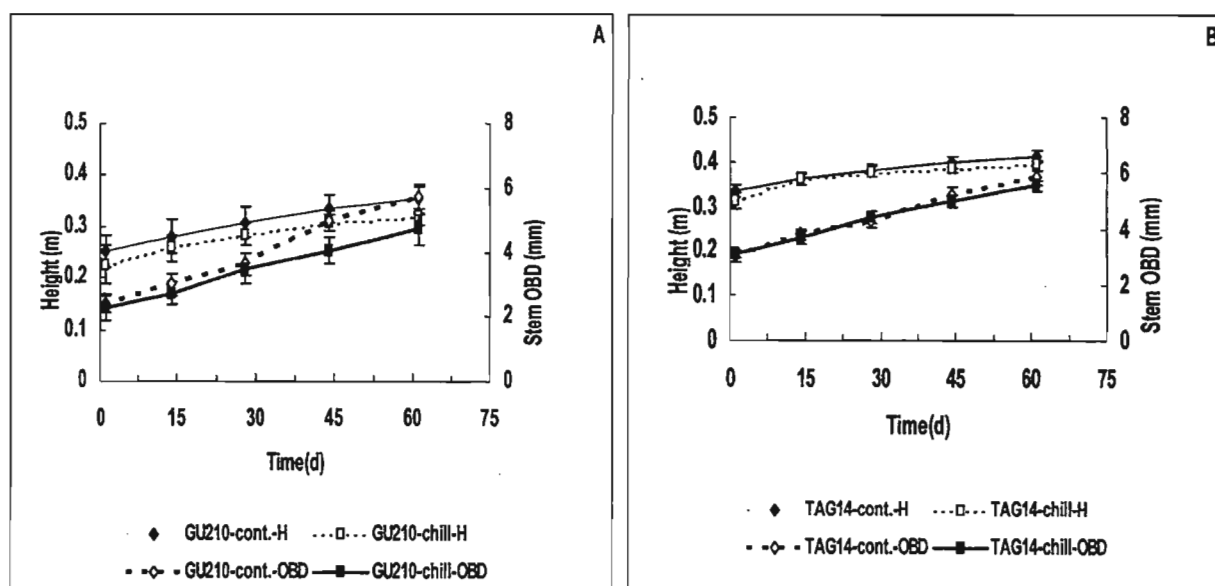 A
0.5
0.4
0.3
0.2
0.1
0
8
6
4
2
0
Height (m)
Stem OBD (mm)
0 15 30 45 60 75
Time(d)
GU210-cont.-H GU210-chill-H
GU210-cont.-OBD GU210-chill-OBD
B
0.5
0.4
0.3
0.2
0.1
0
8
6
4
2
0
Height (m)
Stem OBD (mm)
0 15 30 45 60 75
Time(d)
TAG14-cont.-H TAG14-chill-H
TAG14-cont.-OBD TAG14-chill-OBD